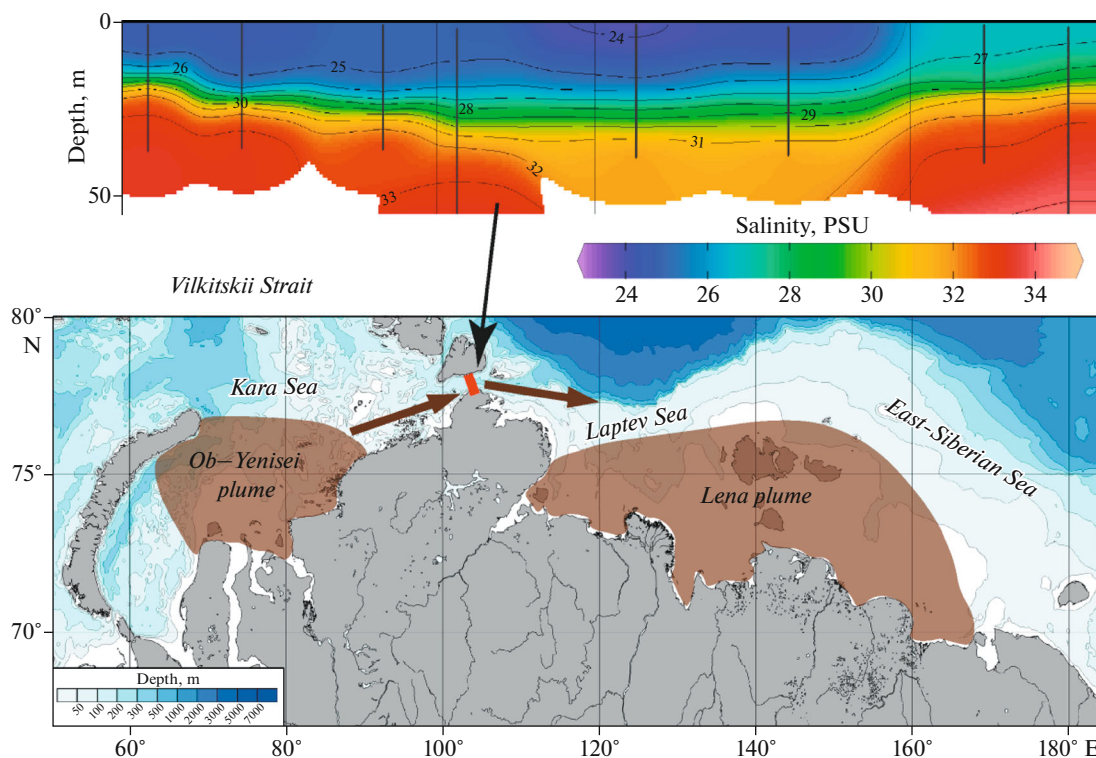 0
24
26
25
27
30
28
29
31
32
33
50
Depth, m
Salinity, PSU
24 26 28 30 32 34
Vilkitskii Strait
80°
N
75°
70°
Kara Sea
Laptev Sea
East-Siberian Sea
Ob–Yenisei
plume
Lena plume
Depth, m
50 100 200 300 500 1000 2000 3000 5000 7000
60° 80° 100° 120° 140° 160° 180° E